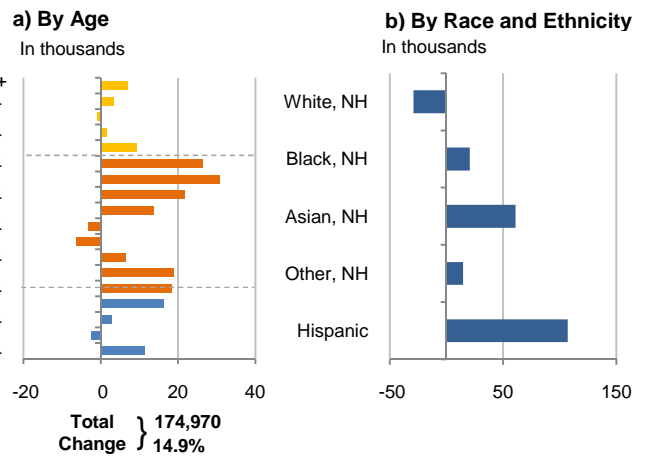 a) By Age
In thousands
+
-20 0 20 40
Total } 174,970
Change 14.9%
b) By Race and Ethnicity
In thousands
White, NH
Black, NH
Asian, NH
Other, NH
Hispanic
-50 50 150